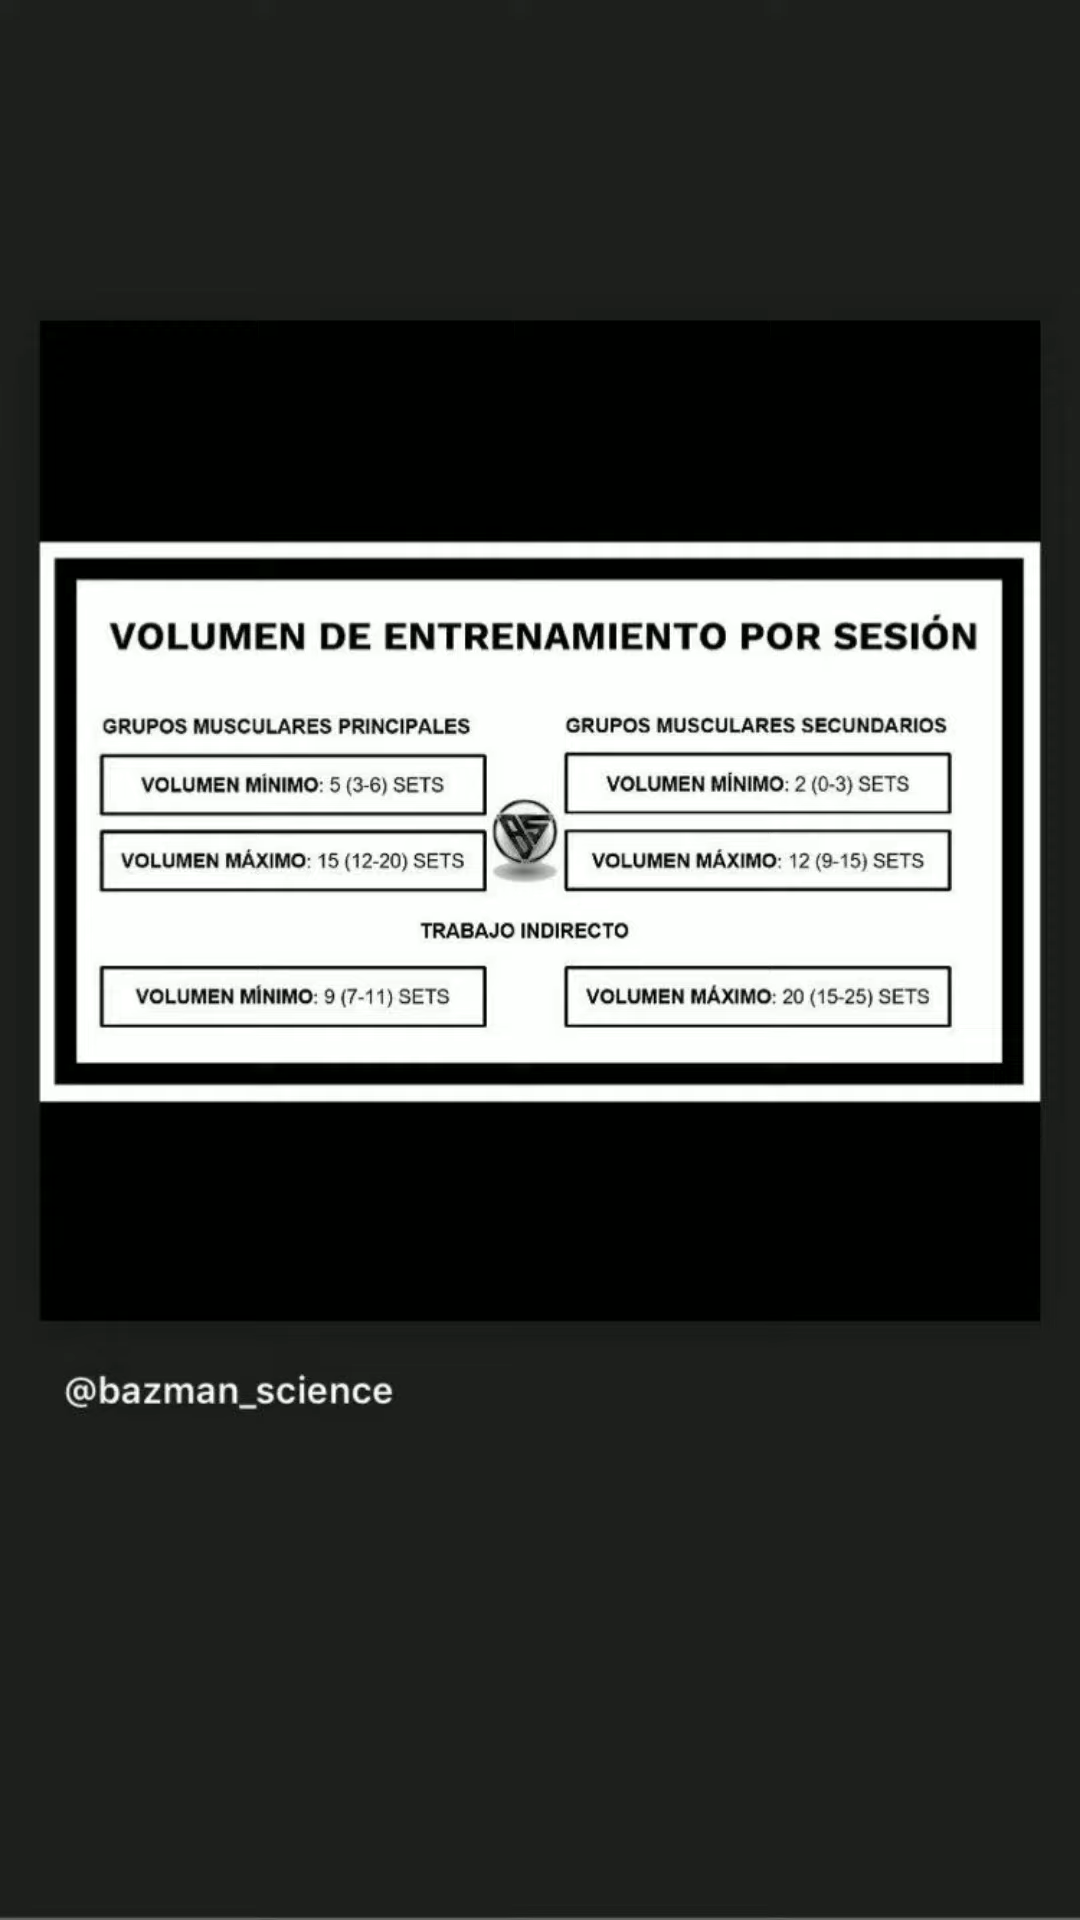 VOLUMEN DE ENTRENAMIENTO POR SESIÓN
GRUPOS MUSCULARES PRINCIPALES
VOLUMEN MÍNIMO: 5 (3-6) SETS
VOLUMEN MÁXIMO: 15 (12-20) SETS
GRUPOS MUSCULARES SECUNDARIOS
VOLUMEN MÍNIMO: 2 (0-3) SETS
VOLUMEN MÁXIMO: 12 (9-15) SETS
BS
TRABAJO INDIRECTO
VOLUMEN MÍNIMO: 9 (7-11) SETS
VOLUMEN MÁXIMO: 20 (15-25) SETS
@bazman_science